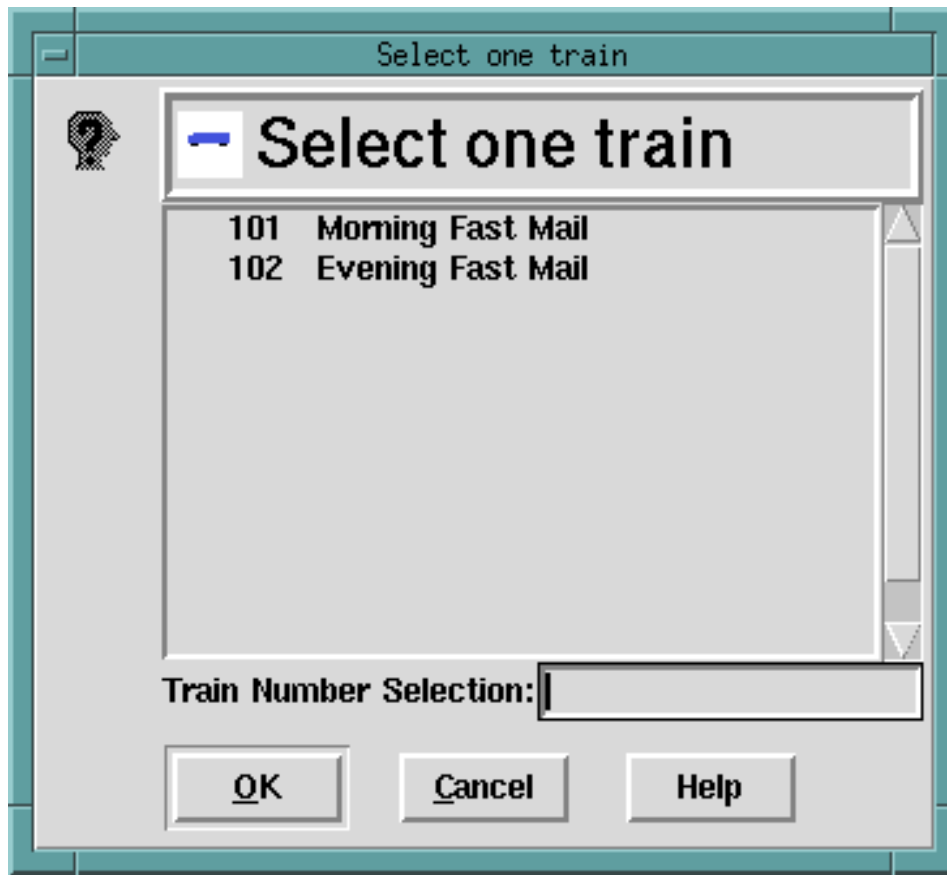 Select one train
Select one train
101 Morning Fast Mail
102 Evening Fast Mail
Train Number Selection:
OK Cancel Help